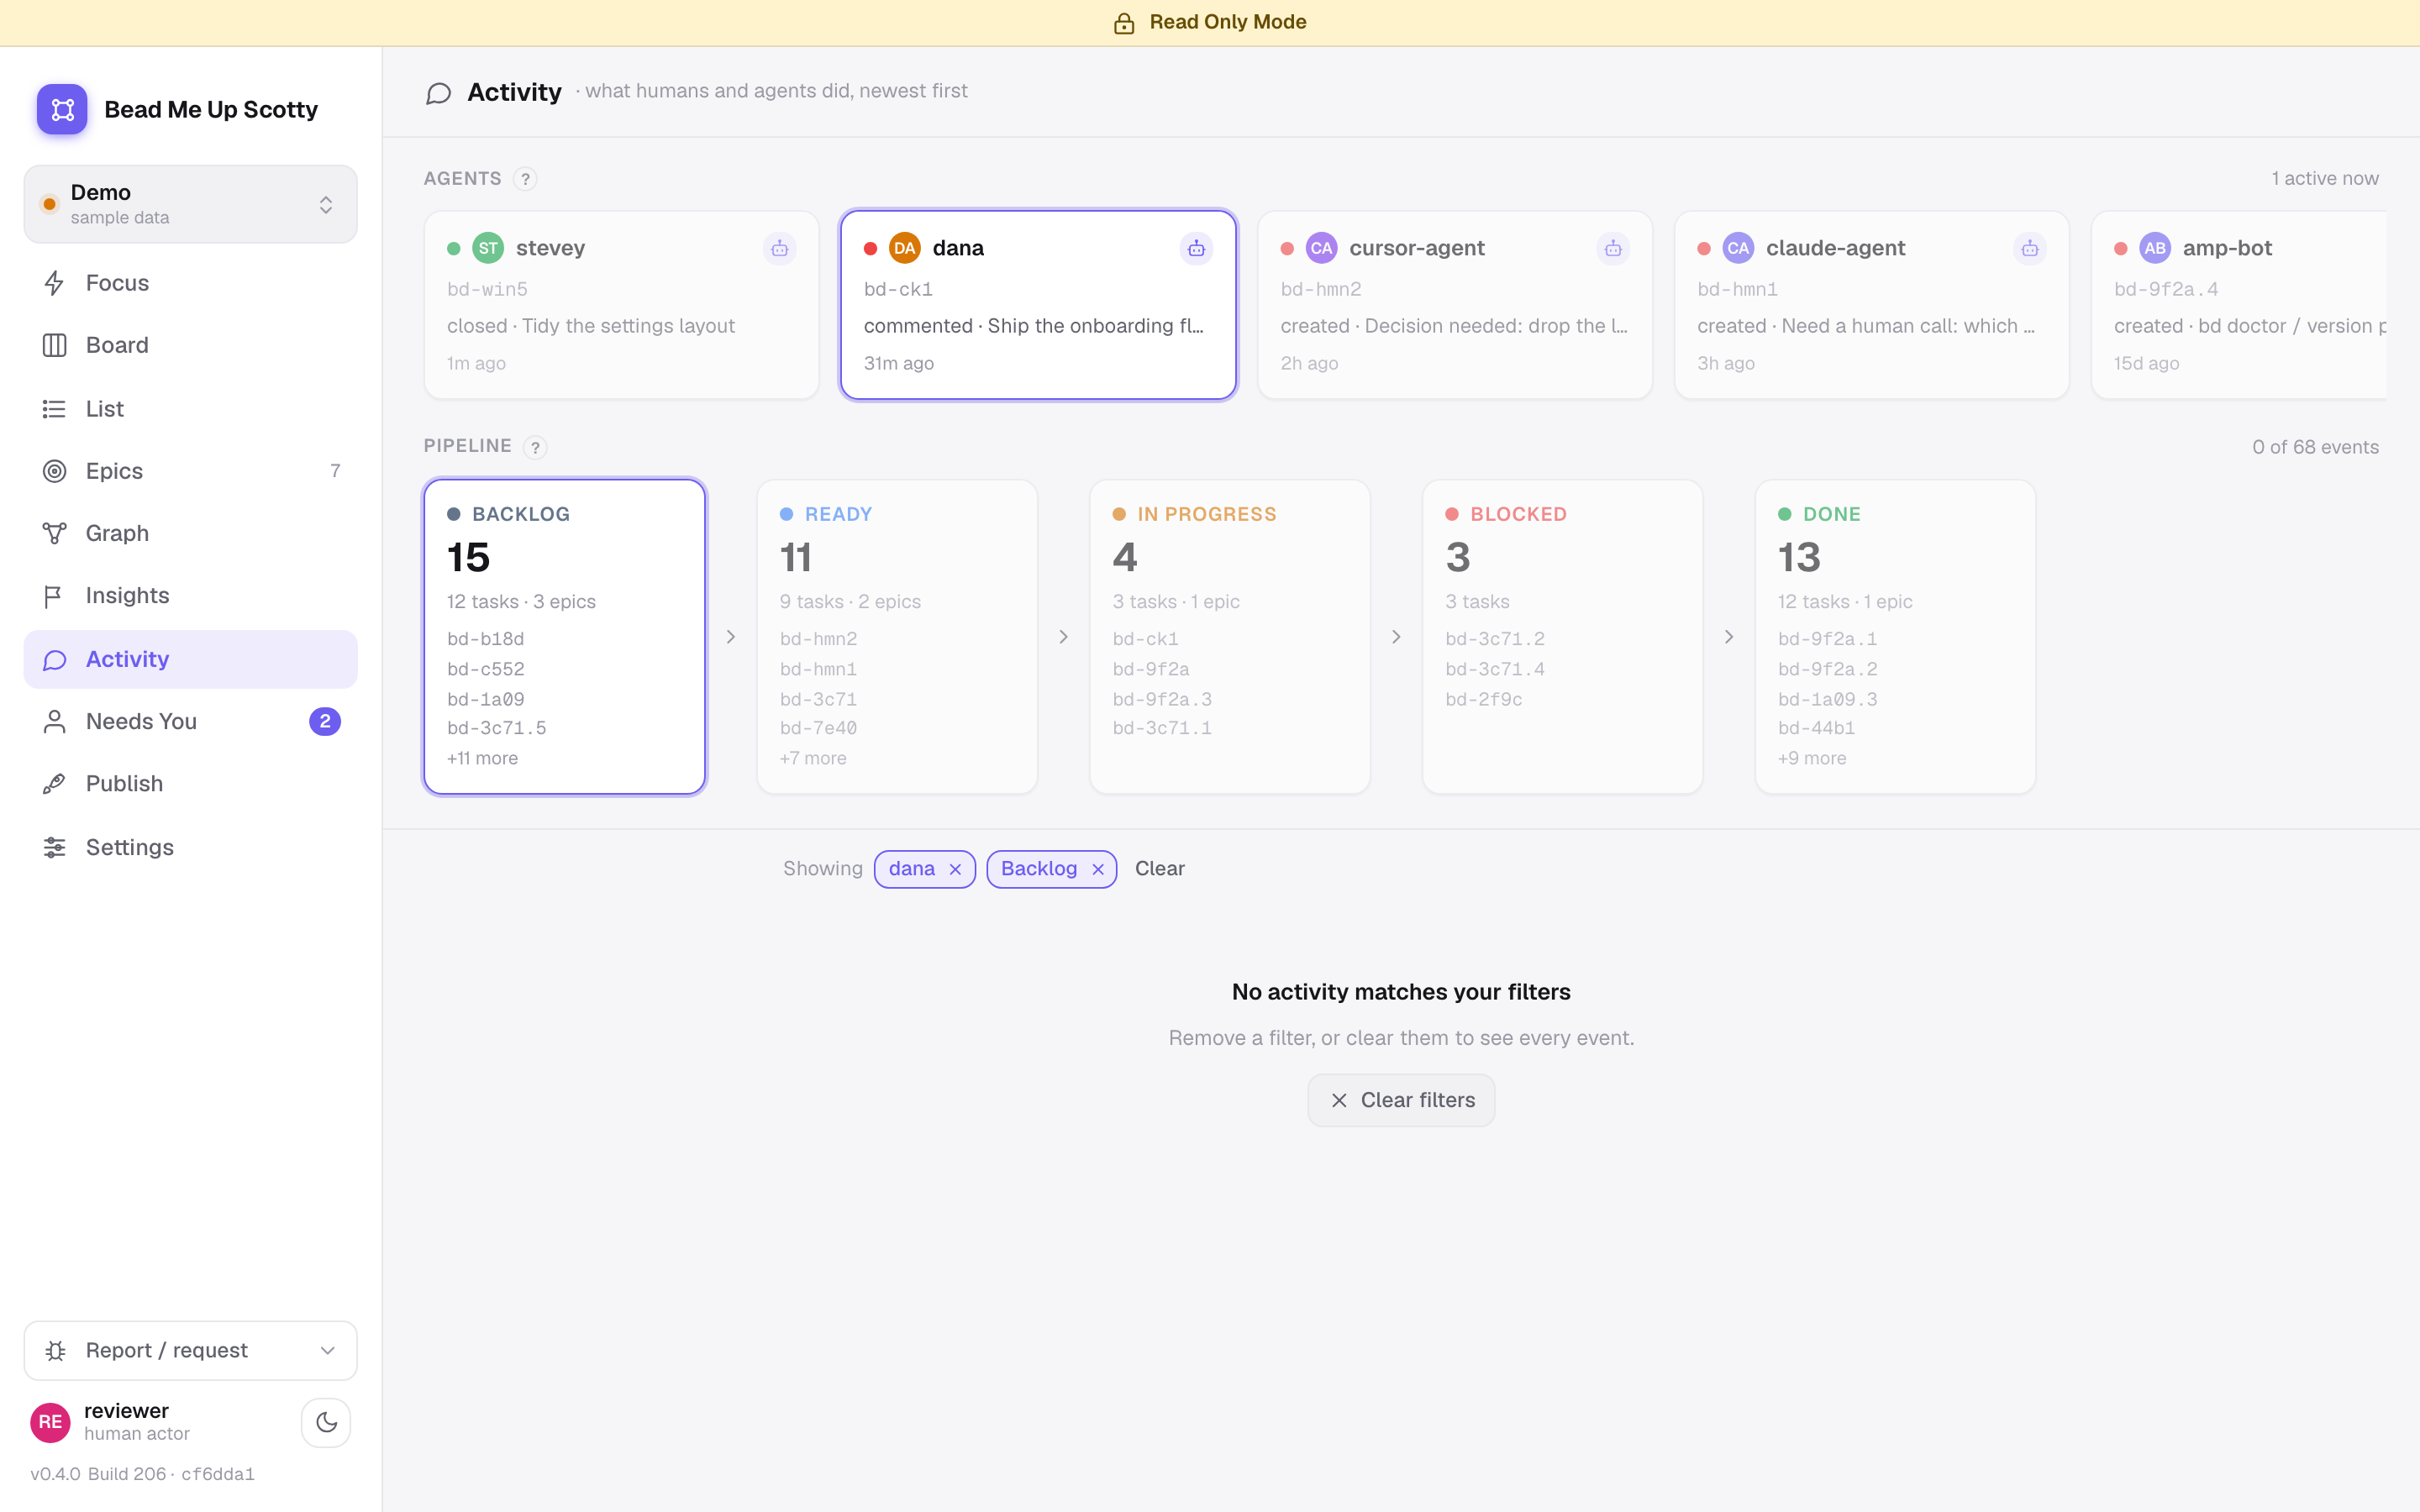 Read Only Mode
Bead Me Up Scotty
Demo
sample data
Focus
Board
List
Epics 7
Graph
Insights
Activity
Needs You 2
Publish
Settings
Report / request
RE reviewer
human actor
v0.4.0 Build 206 · cf6dda1
Activity · what humans and agents did, newest first
AGENTS ? 1 active now
ST stevey
bd-win5
closed · Tidy the settings layout
1m ago
DA dana
bd-ck1
commented · Ship the onboarding fl...
31m ago
CA cursor-agent
bd-hmn2
created · Decision needed: drop the l...
2h ago
CA claude-agent
bd-hmn1
created · Need a human call: which ...
3h ago
AB amp-bot
bd-9f2a.4
created · bd doctor / version p
15d ago
PIPELINE ? 0 of 68 events
BACKLOG
15
12 tasks · 3 epics
bd-b18d
bd-c552
bd-1a09
bd-3c71.5
+11 more
READY
11
9 tasks · 2 epics
bd-hmn2
bd-hmn1
bd-3c71
bd-7e40
+7 more
IN PROGRESS
4
3 tasks · 1 epic
bd-ck1
bd-9f2a
bd-9f2a.3
bd-3c71.1
BLOCKED
3
3 tasks
bd-3c71.2
bd-3c71.4
bd-2f9c
DONE
13
12 tasks · 1 epic
bd-9f2a.1
bd-9f2a.2
bd-1a09.3
bd-44b1
+9 more
Showing dana Backlog Clear
No activity matches your filters
Remove a filter, or clear them to see every event.
Clear filters